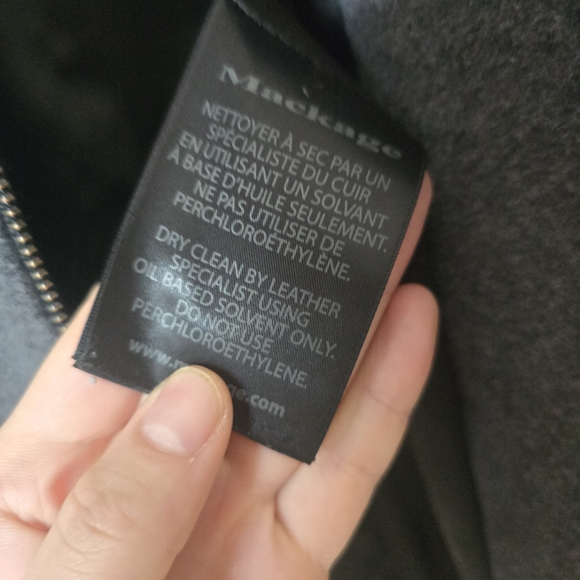 Mackage
NETTOYER À SEC PAR UN
SPÉCIALISTE DU CUIR
EN UTILISANT UN SOLVANT
À BASE D'HUILE SEULEMENT.
NE PAS UTILISER DE
PERCHLOROÉTHYLÈNE.
DRY CLEAN BY LEATHER
SPECIALIST USING
OIL BASED SOLVENT ONLY.
DO NOT USE
PERCHLOROETHYLENE.